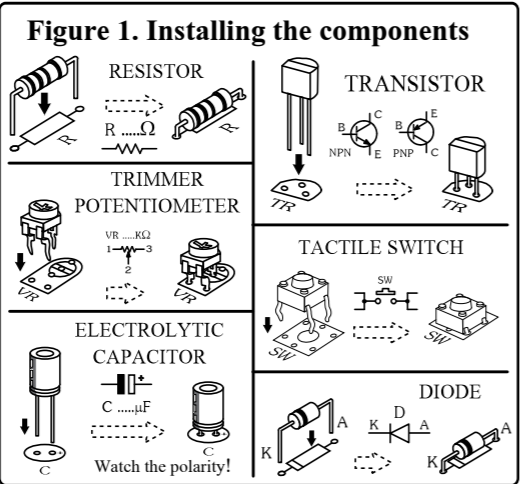 Figure 1. Installing the components
RESISTOR
R .....Ω
R
R
TRIMMER
POTENTIOMETER
VR .....KΩ
1 3
2
VR
VR
ELECTROLYTIC
CAPACITOR
+
C .....μF
C
C
Watch the polarity!
TRANSISTOR
C
B
E
NPN
E
B
C
PNP
TR
TR
TACTILE SWITCH
SW
SW
SW
DIODE
D
K A
K A
K A